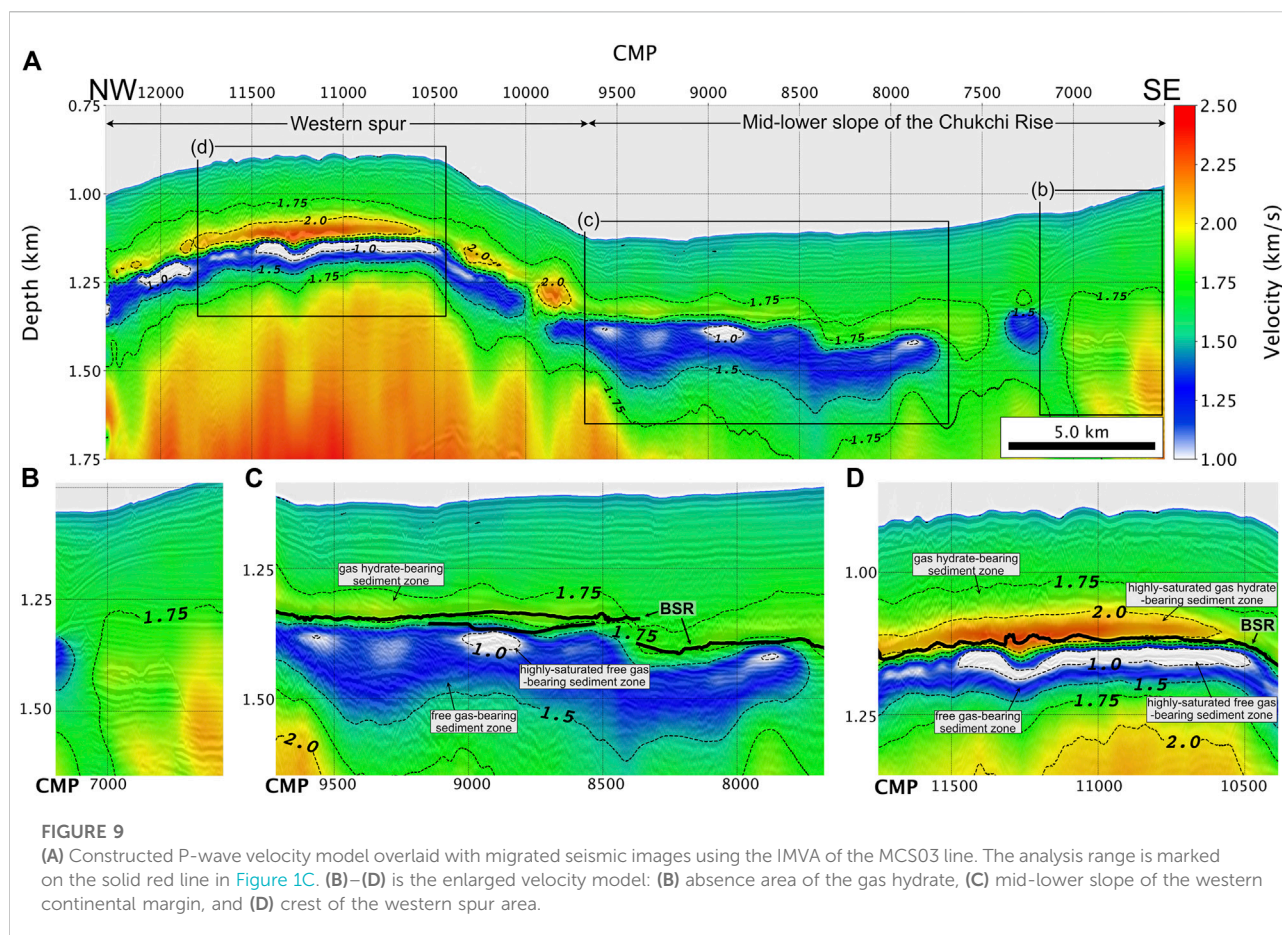 A
CMP
NW
SE
12000 11500 11000 10500 10000 9500 9000 8500 8000 7500 7000
0.75
1.00
1.25
1.50
1.75
Depth (km)
Western spur
Mid-lower slope of the Chukchi Rise
(d)
(c)
(b)
1.75
2.0
1.0
1.5
1.75
1.0
2.0
2.0
1.75
1.0
1.75
1.5
1.75
1.75
1.5
1.75
5.0 km
2.50
2.25
2.00
1.75
1.50
1.25
1.00
Velocity (km/s)
B
1.25
1.50
1.75
CMP 7000
C
1.25
1.50
gas hydrate-bearing
sediment zone
1.75
BSR
1.75
1.0
highly-saturated free gas
-bearing sediment zone
free gas-bearing
sediment zone
1.5
2.0
CMP 9500 9000 8500 8000
D
1.00
1.25
gas hydrate-bearing
sediment zone
1.75
highly-saturated gas hydrate
-bearing sediment zone
2.0
BSR
1.0
1.5
1.75
free gas-bearing
sediment zone
highly-saturated free gas
-bearing sediment zone
2.0
CMP 11500 11000 10500
FIGURE 9
(A) Constructed P-wave velocity model overlaid with migrated seismic images using the IMVA of the MCS03 line. The analysis range is marked
on the solid red line in Figure 1C. (B)–(D) is the enlarged velocity model: (B) absence area of the gas hydrate, (C) mid-lower slope of the western
continental margin, and (D) crest of the western spur area.